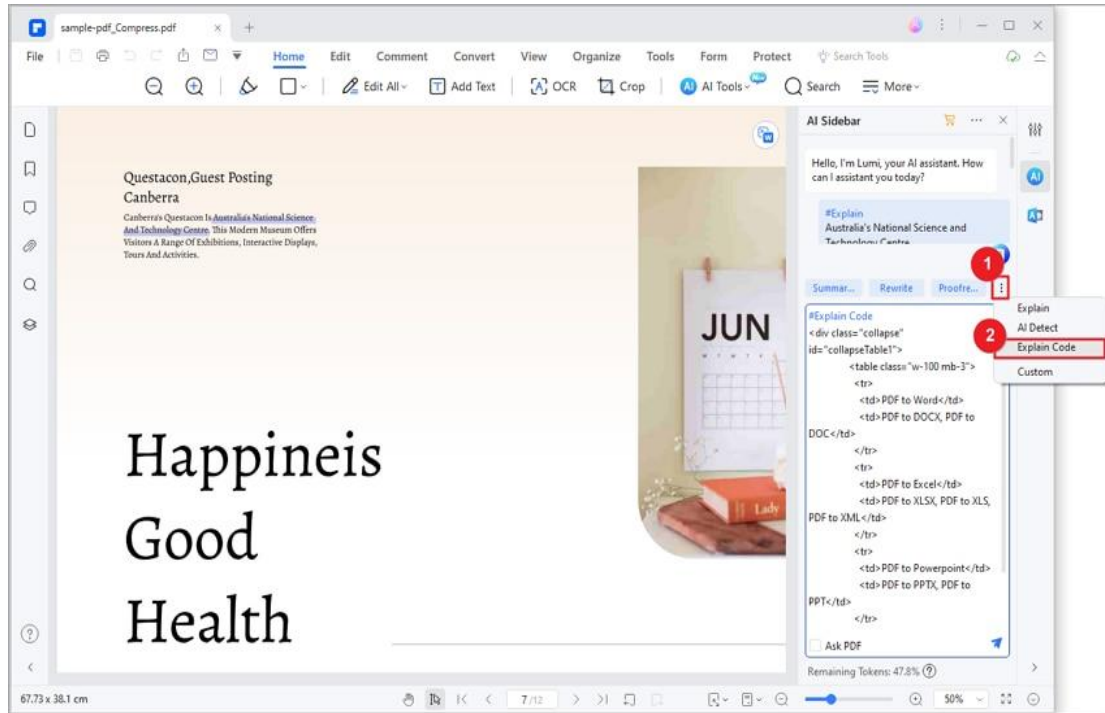 sample-pdf_Compress.pdf
File Home Edit Comment Convert View Organize Tools Form Protect Search Tools
Edit All Add Text OCR Crop AI AI Tools Search More
AI Sidebar
Hello, I'm Lumi, your AI assistant. How
can I assistant you today?
#Explain
Australia's National Science and
Technology Centre
1
Summar... Rewrite Proofre...
Explain
AI Detect
2
Explain Code
Custom
#Explain Code
<div class="collapse"
id="collapseTable1">
<table class="w-100 mb-3">
<tr>
<td>PDF to Word</td>
<td>PDF to DOCX, PDF to
DOC</td>
</tr>
<tr>
<td>PDF to Excel</td>
<td>PDF to XLSX, PDF to XLS,
PDF to XML</td>
</tr>
<tr>
<td>PDF to Powerpoint</td>
<td>PDF to PPTX, PDF to
PPT</td>
</tr>
Ask PDF
Remaining Tokens: 47.8%
AI
Questacon,Guest Posting
Canberra
Canberra's Questacon Is Australia's National Science
And Technology Centre. This Modern Museum Offers
Visitors A Range Of Exhibitions, Interactive Displays,
Tours And Activities.
JUN
Lady
Happineis
Good
Health
67.73 x 38.1 cm 7/12 50%